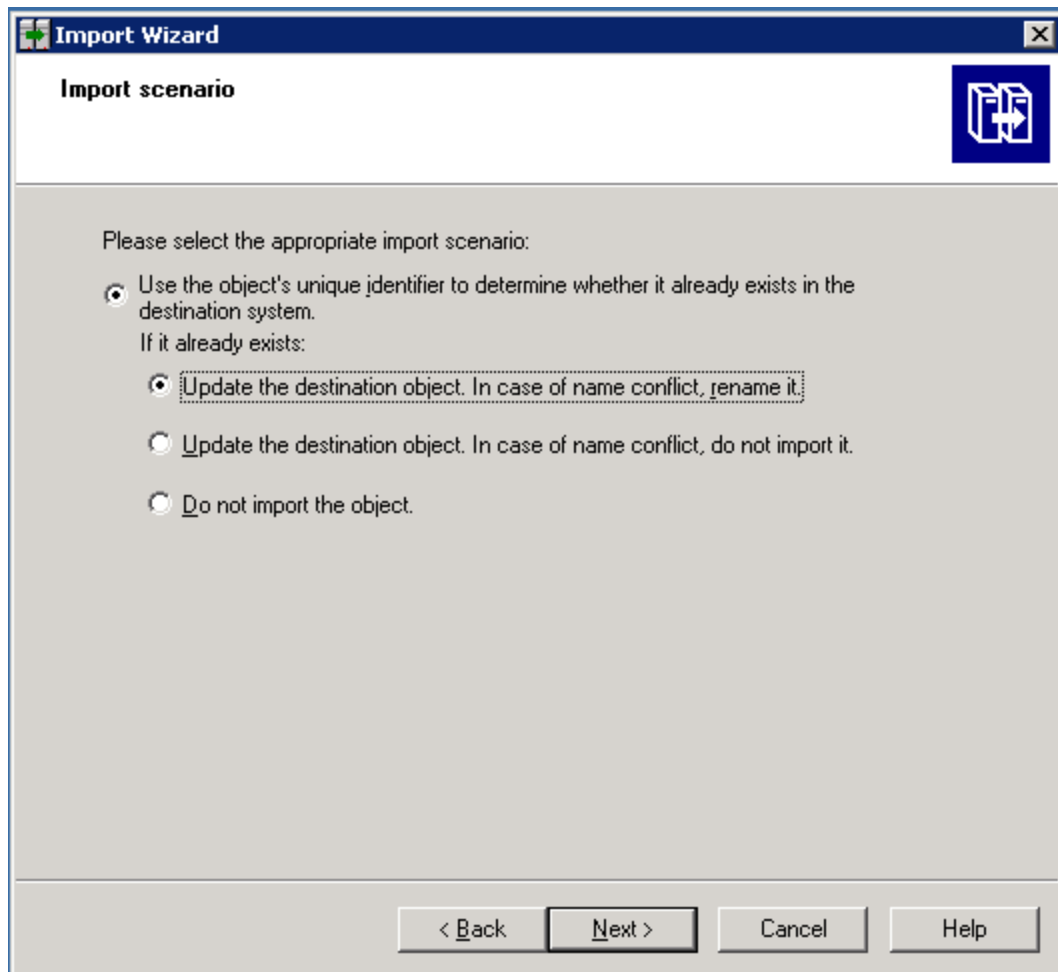 Import Wizard
Import scenario
Please select the appropriate import scenario:
Use the object's unique identifier to determine whether it already exists in the
destination system.
If it already exists:
Update the destination object. In case of name conflict, rename it.
Update the destination object. In case of name conflict, do not import it.
Do not import the object.
< Back
Next >
Cancel
Help